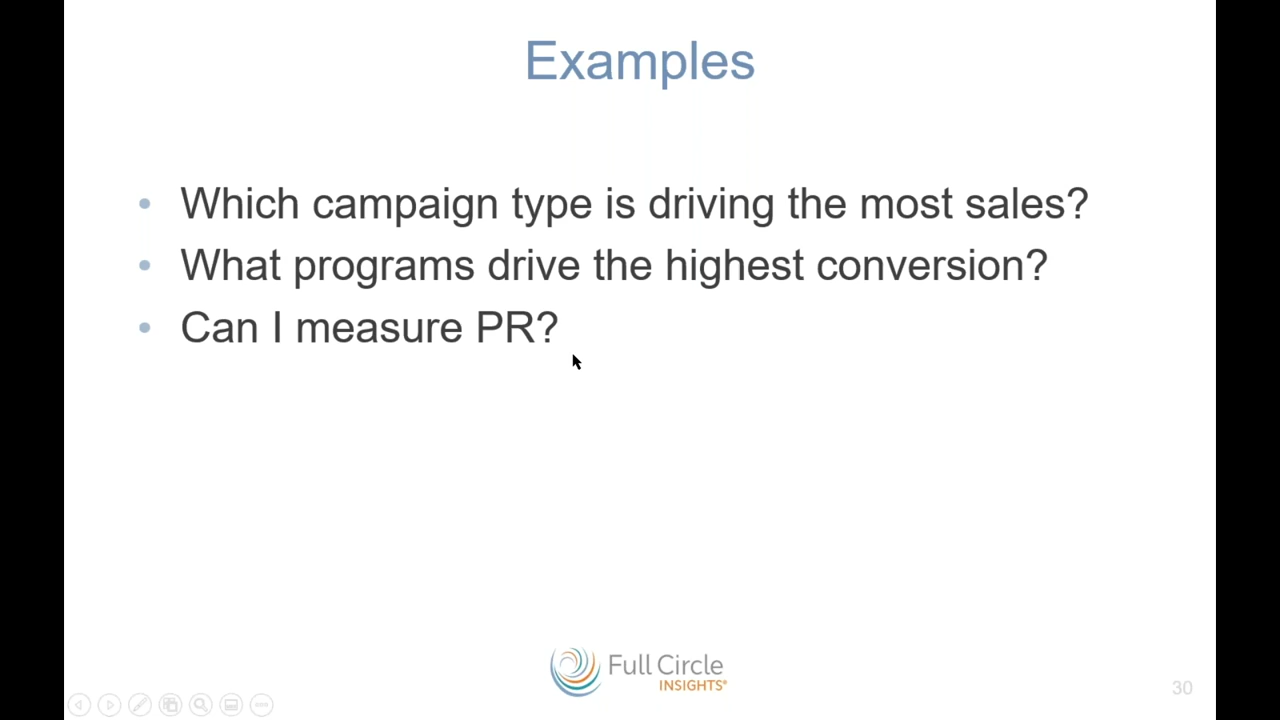 Examples
• Which campaign type is driving the most sales?
• What programs drive the highest conversion?
• Can I measure PR?
Full Circle
INSIGHTS®
30